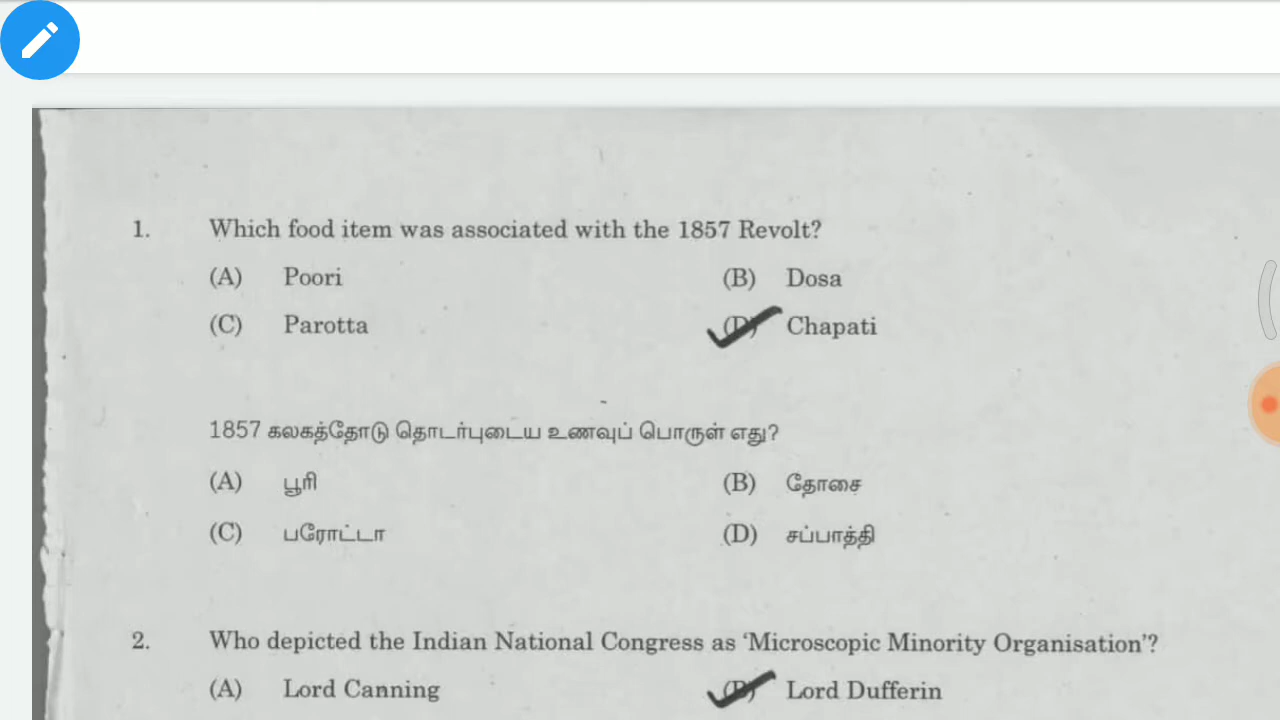 1. Which food item was associated with the 1857 Revolt?
(A) Poori (B) Dosa
(C) Parotta (D) Chapati
1857 கலகத்தோடு தொடர்புடைய உணவுப் பொருள் எது?
(A) பூரி (B) தோசை
(C) பரோட்டா (D) சப்பாத்தி
2. Who depicted the Indian National Congress as ‘Microscopic Minority Organisation’?
(A) Lord Canning (B) Lord Dufferin